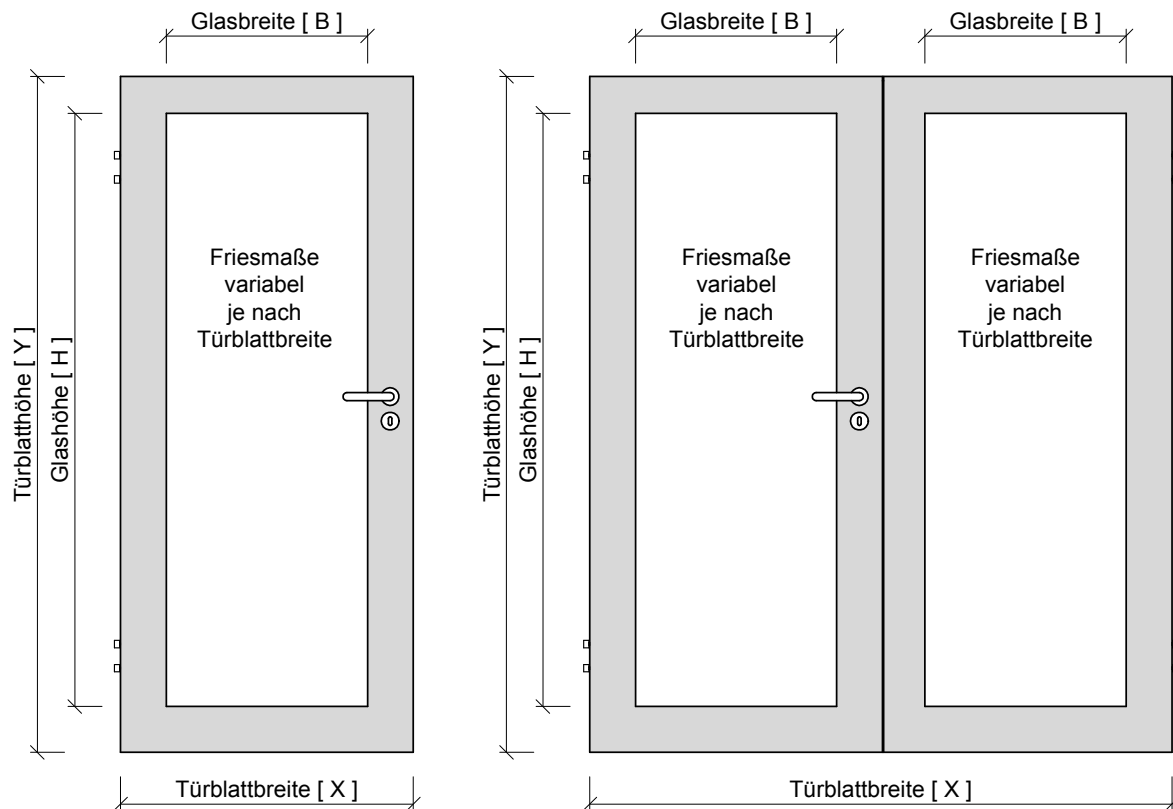 Glasbreite [ B ]
Glasbreite [ B ]
Glasbreite [ B ]
Türblatthöhe [ Y ]
Glashöhe [ H ]
Friesmaße
variabel
je nach
Türblattbreite
Türblatthöhe [ Y ]
Glashöhe [ H ]
Friesmaße
variabel
je nach
Türblattbreite
Friesmaße
variabel
je nach
Türblattbreite
Türblattbreite [ X ]
Türblattbreite [ X ]